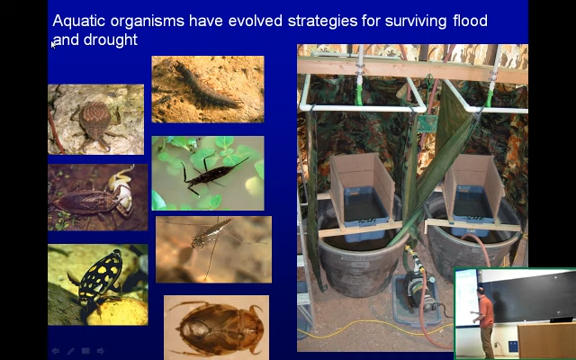 Aquatic organisms have evolved strategies for surviving flood
and drought